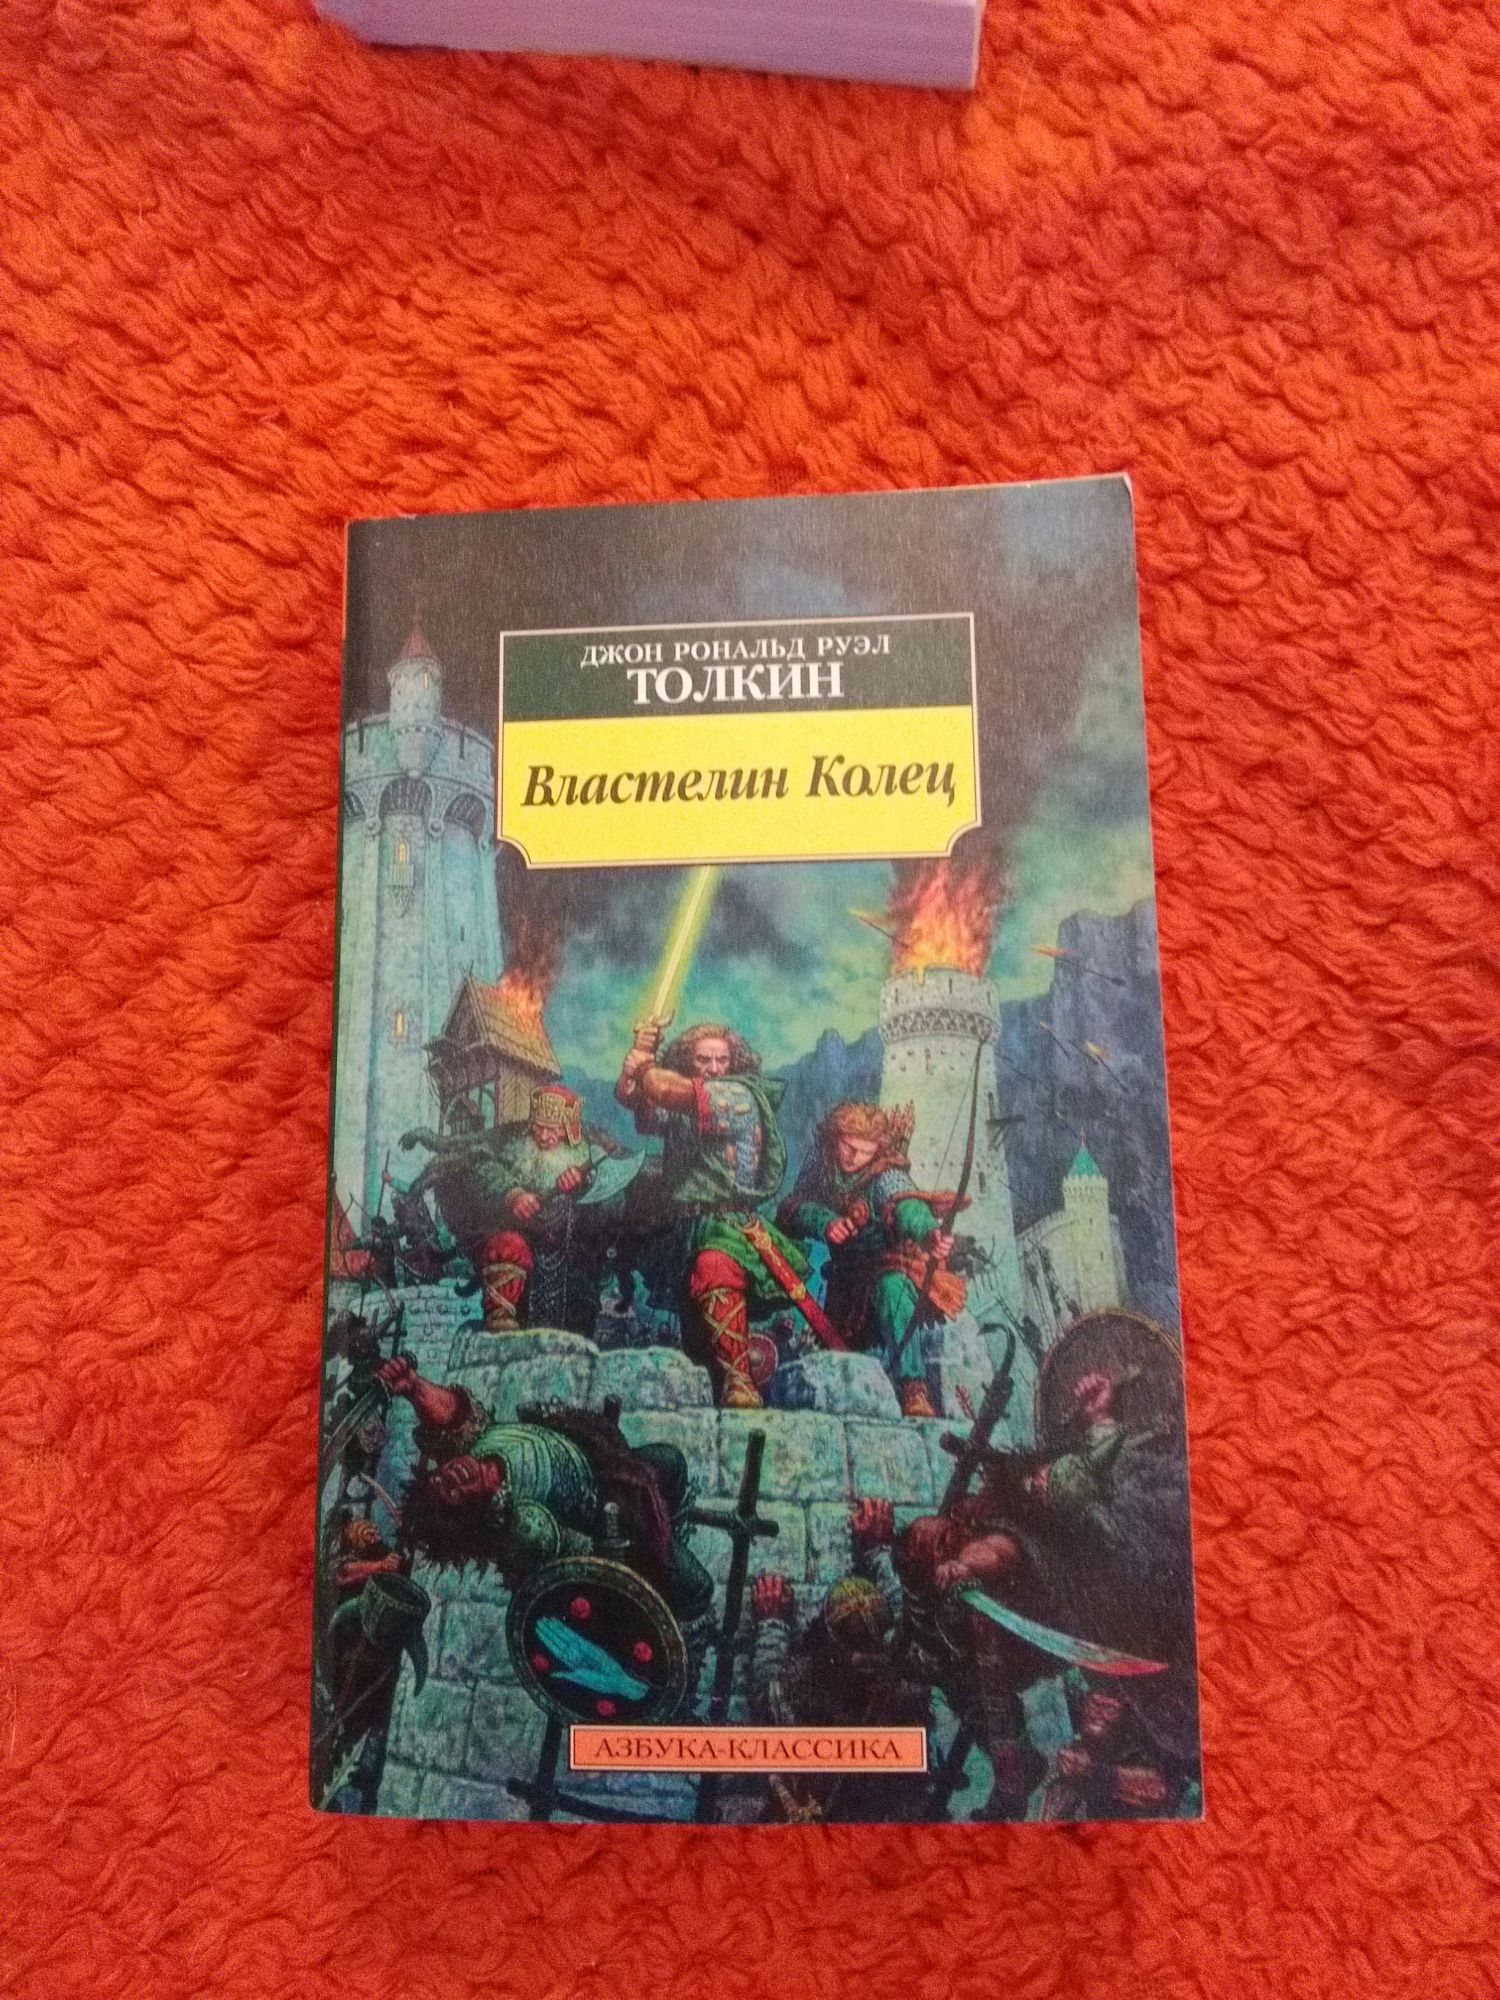 ДЖОН РОНАЛЬД РУЭЛ
ТОЛКИН
Властелин Колец
АЗБУКА-КЛАССИКА